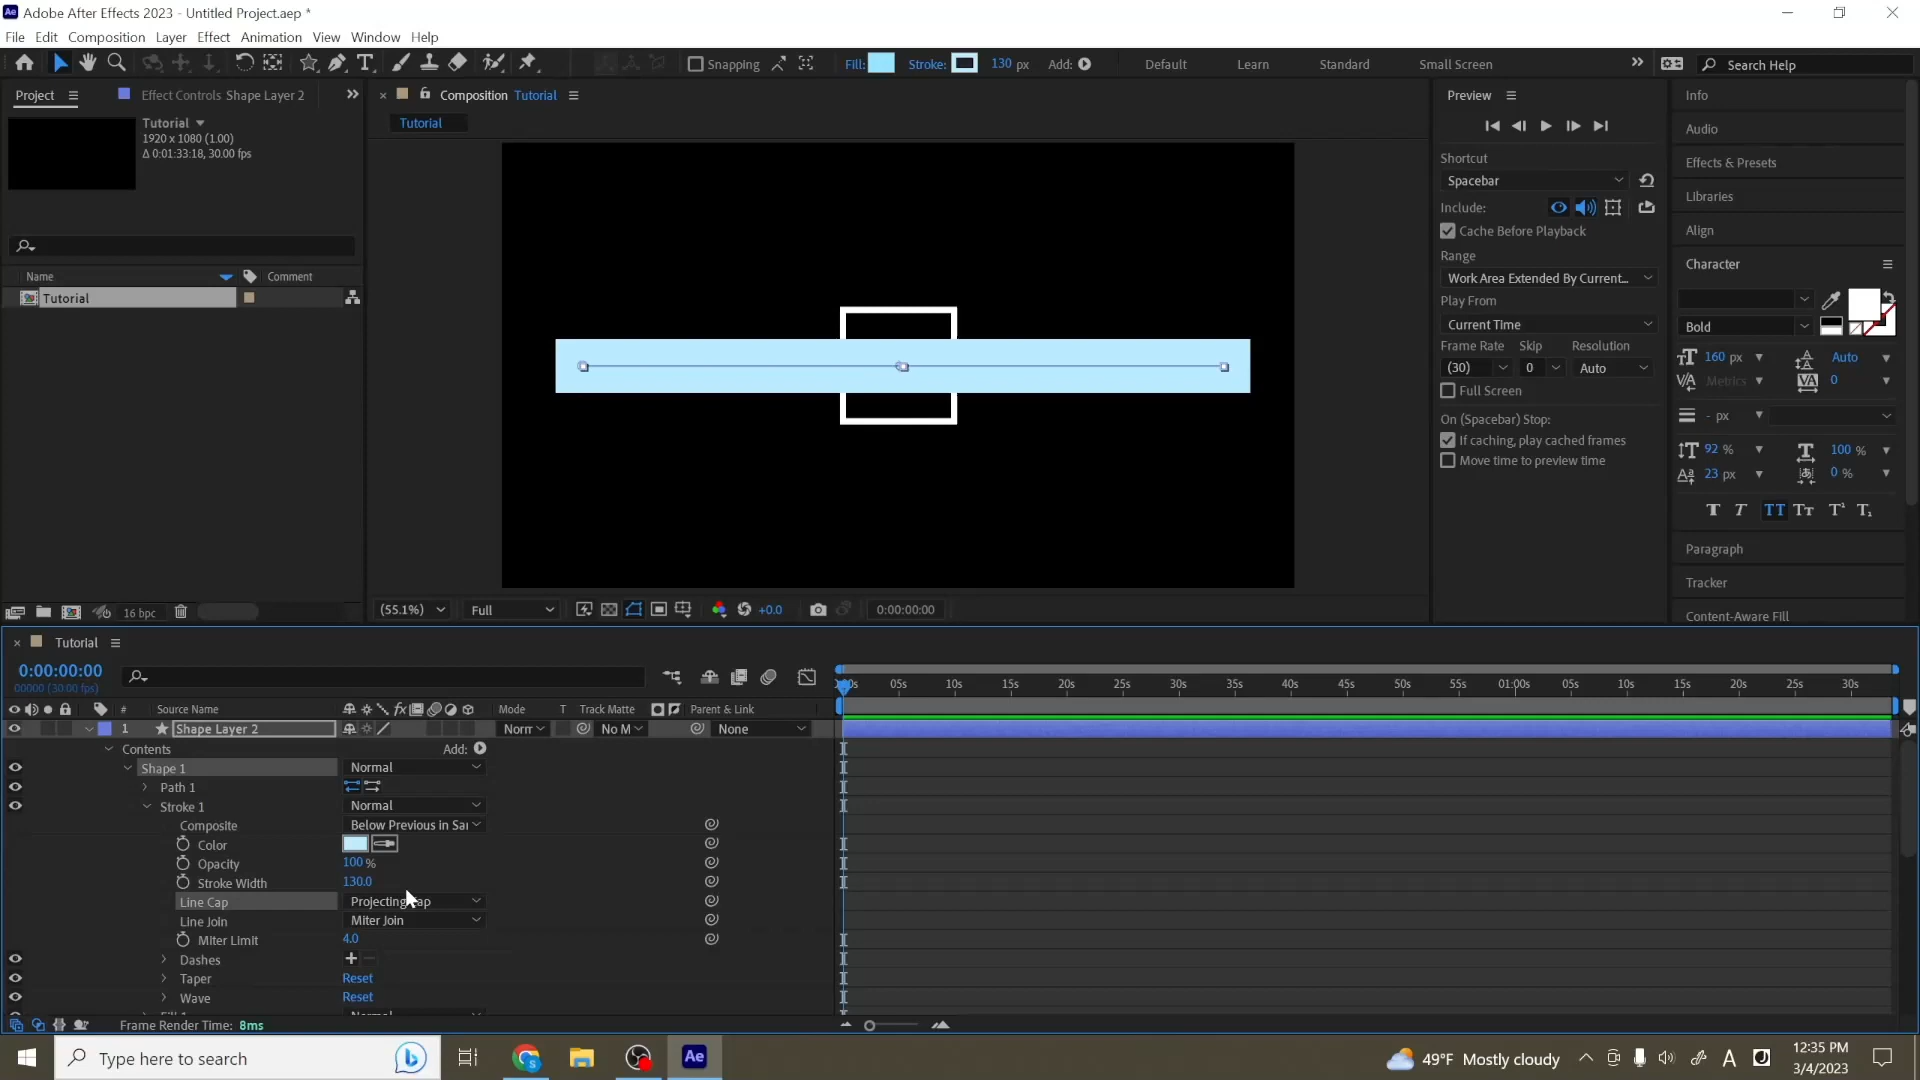 Adobe After Effects 2023 - Untitled Project.aep *
File Edit Composition Layer Effect Animation View Window Help
Snapping Fill: Stroke: 130 px Add: Default Learn Standard Small Screen Search Help
Project Effect Controls Shape Layer 2
Tutorial
1920 x 1080 (1.00)
Δ 0:01:33:18, 30.00 fps
Name Comment
Tutorial
16 bpc
Composition Tutorial
Tutorial
(55.1%) Full +0.0 0:00:00:00
Preview
Shortcut
Spacebar
Include:
Cache Before Playback
Range
Work Area Extended By Current...
Play From
Current Time
Frame Rate Skip Resolution
(30) 0 Auto
Full Screen
On (Spacebar) Stop:
If caching, play cached frames
Move time to preview time
Info
Audio
Effects & Presets
Libraries
Align
Character
Bold
160 px Auto
Metrics 0
- px
92 % 100 %
23 px 0 %
Paragraph
Tracker
Content-Aware Fill
Tutorial
0:00:00:00
00000 (30.00 fps)
05s 10s 15s 20s 25s 30s 35s 40s 45s 50s 55s 01:00s 05s 10s 15s 20s 25s 30s
# Source Name Mode T Track Matte Parent & Link
1 Shape Layer 2 Norr No M None
Contents Add:
Shape 1 Normal
Path 1
Stroke 1 Normal
Composite Below Previous in Sar
Color
Opacity 100 %
Stroke Width 130.0
Line Cap Projecting
Line Join Miter Join
Miter Limit 4.0
Dashes
Taper Reset
Wave Reset
Frame Render Time: 8ms
Type here to search
49°F Mostly cloudy
12:35 PM
3/4/2023